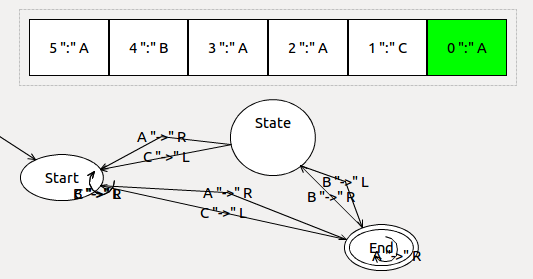 5 ":" A 4 ":" B 3 ":" A 2 ":" A 1 ":" C 0 ":" A
State
A "->" R
C "->" L
Start
B "->" L
A "->" R
B "->" R
C "->" L
End
A "->" R